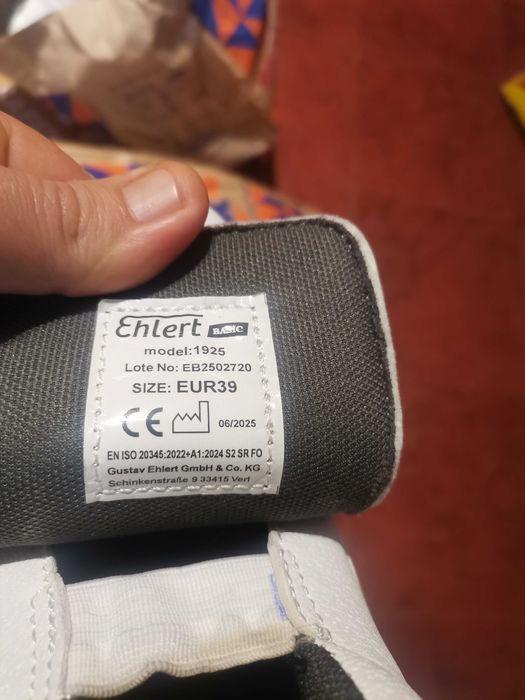 Ehlert BASIC
model:1925
Lote No: EB2502720
SIZE: EUR39
CE 06/2025
EN ISO 20345:2022+A1:2024 S2 SR FO
Gustav Ehlert GmbH & Co. KG
Schinkenstraße 9 33415 Verl